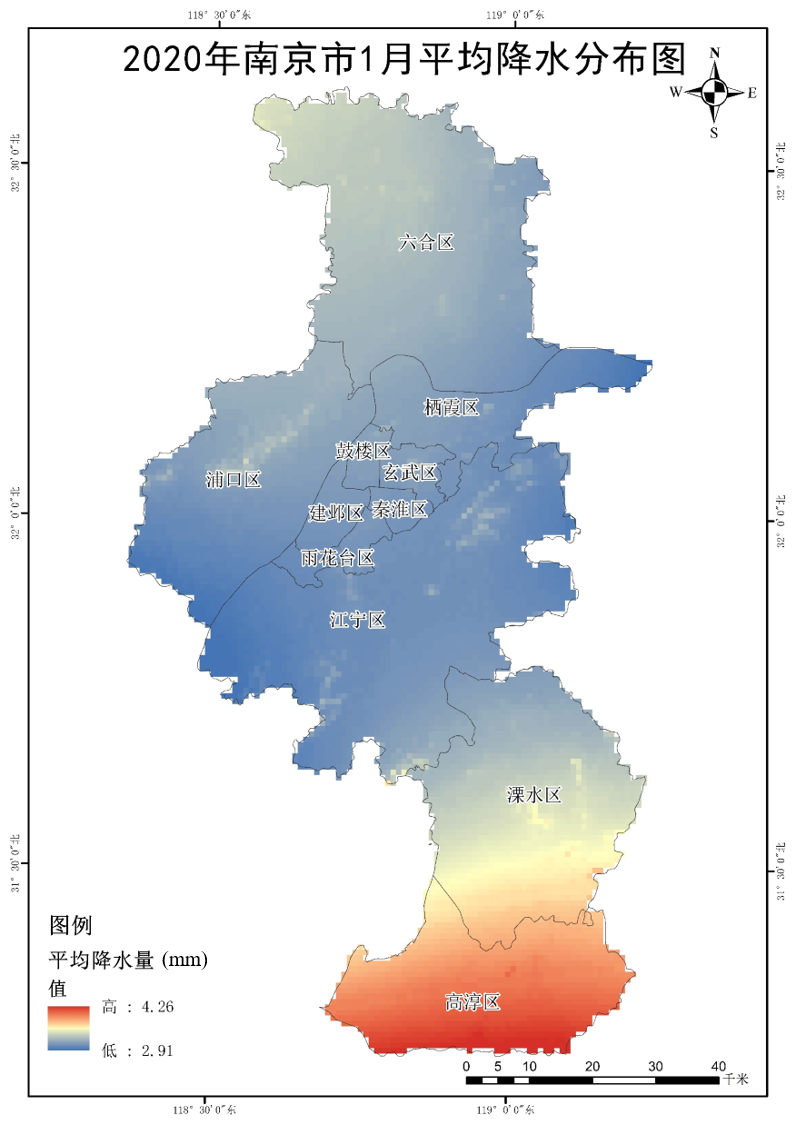 118° 30'0"东
119° 0'0"东
2020年南京市1月平均降水分布图
N
W
E
S
32° 30'0"北
32° 30'0"北
六合区
栖霞区
鼓楼区
玄武区
浦口区
建邺区
秦淮区
32° 0'0"北
32° 0'0"北
雨花台区
江宁区
溧水区
31° 30'0"北
31° 30'0"北
图例
平均降水量 (mm)
值
高 : 4.26
低 : 2.91
高淳区
0 5 10 20 30 40
千米
118° 30'0"东
119° 0'0"东